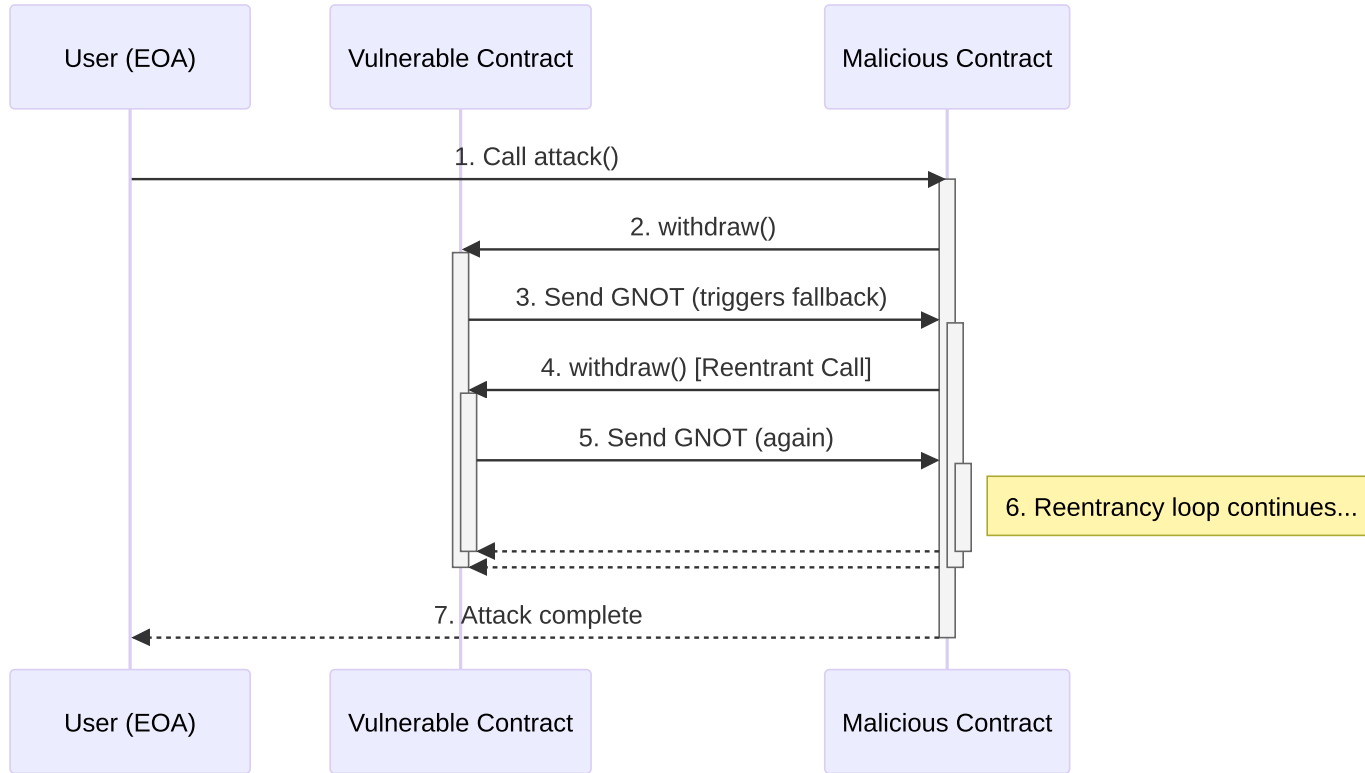 User (EOA)
Vulnerable Contract
Malicious Contract
1. Call attack()
2. withdraw()
3. Send GNOT (triggers fallback)
4. withdraw() [Reentrant Call]
5. Send GNOT (again)
6. Reentrancy loop continues...
7. Attack complete
User (EOA)
Vulnerable Contract
Malicious Contract